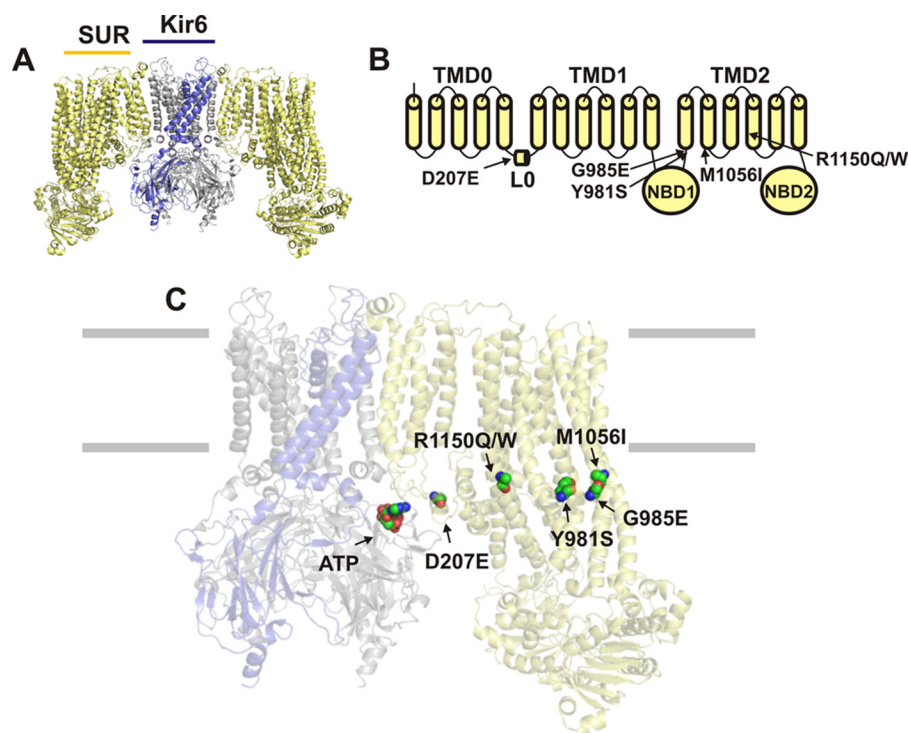 SUR Kir6
A
B
TMD0 TMD1 TMD2
D207E
L0
G985E
Y981S
NBD1
M1056I
R1150Q/W
NBD2
C
R1150Q/W
M1056I
ATP
D207E
Y981S
G985E